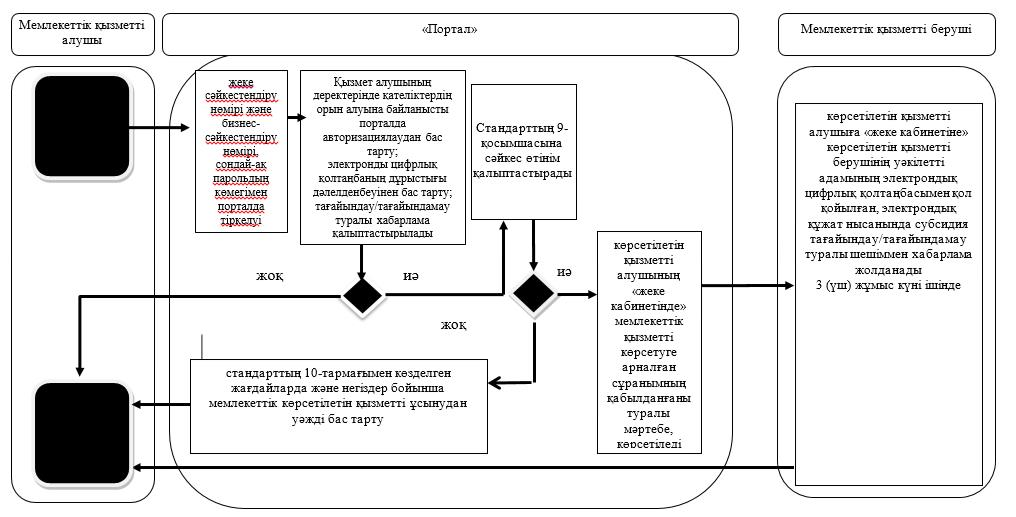 Мемлекеттік қызметті
алушы
«Портал»
Мемлекеттік қызметті беруші
жеке
сәйкестендіру
нөмірі және
бизнес-
сәйкестендіру
нөмірі,
сондай-ақ
парольдың
көмегімен
порталда
тіркелуі
Қызмет алушының
деректерінде қателіктердің
орын алуына байланысты
порталда
авторизациялаудан бас
тарту;
электронды цифрлық
қолтаңбаның дұрыстығы
дәлелденбеуінен бас тарту;
тағайындау/тағайындамау
туралы хабарлама
қалыптастырылады
Стандарттың 9-
қосымшасына
сәйкес өтінім
қалыптастырады
көрсетілетін
қызметті
алушының
«жеке
кабинетінде»
мемлекеттік
қызметті
көрсетуге
арналған
сұранымның
қабылданғаны
туралы
мәртебе,
көрсетіледі
көрсетілетін қызметті
алушыға «жеке кабинетіне»
көрсетілетін қызметті
берушінің уәкілетті
адамының электрондық
цифрлық қолтаңбасымен қол
қойылған, электрондық
құжат нысанында субсидия
тағайындау/тағайындамау
туралы шешіммен хабарлама
жолданады
3 (үш) жұмыс күні ішінде
жоқ
иә
иә
жоқ
стандарттың 10-тармағымен көзделген
жағдайларда және негіздер бойынша
мемлекеттік көрсетілетін қызметті ұсынудан
уәжді бас тарту